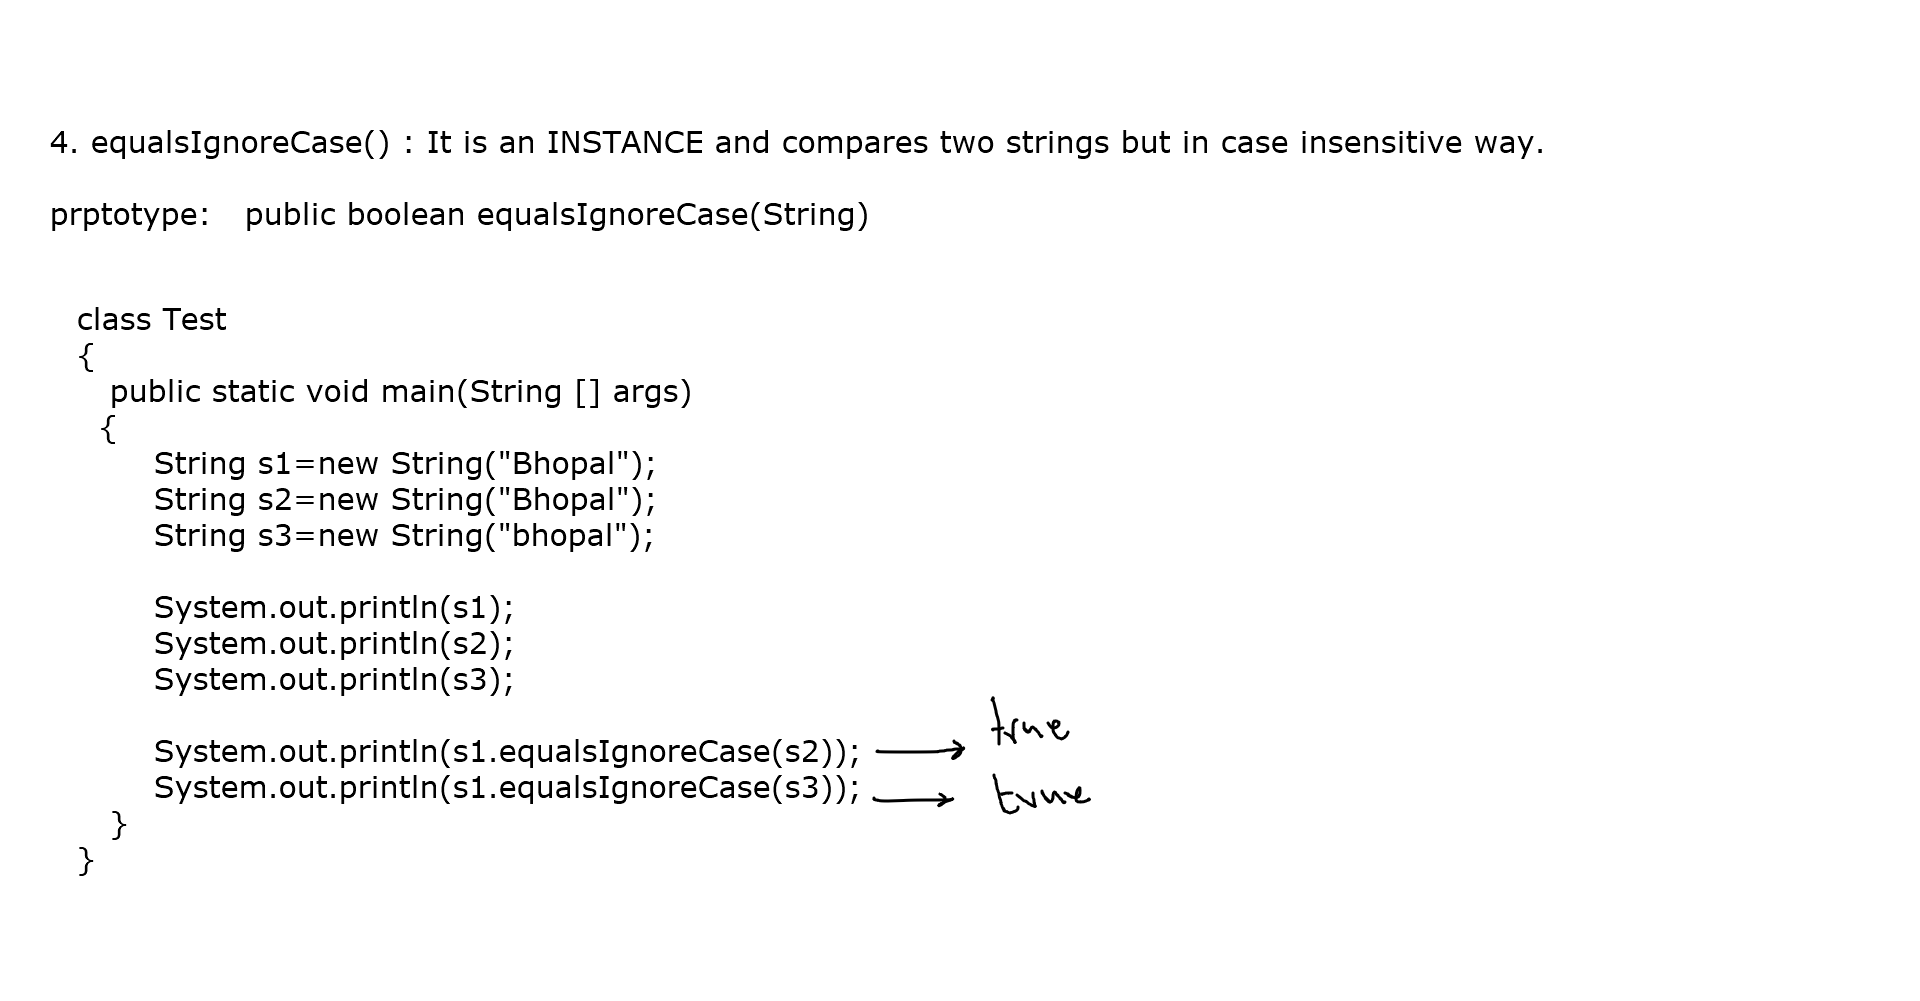 4. equalsIgnoreCase() : It is an INSTANCE and compares two strings but in case insensitive way.
prptotype: public boolean equalsIgnoreCase(String)
class Test
{
public static void main(String [] args)
{
String s1=new String("Bhopal");
String s2=new String("Bhopal");
String s3=new String("bhopal");
System.out.println(s1);
System.out.println(s2);
System.out.println(s3);
System.out.println(s1.equalsIgnoreCase(s2)); true
System.out.println(s1.equalsIgnoreCase(s3)); true
}
}